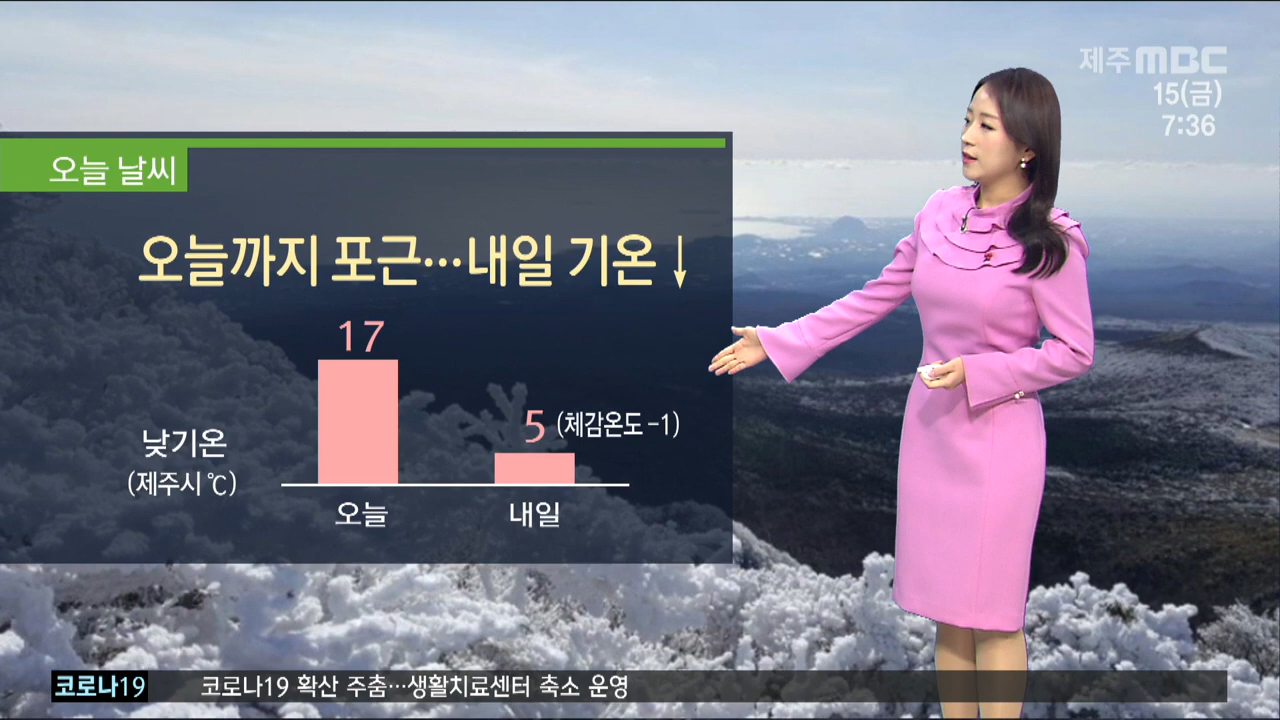 제주MBC
15(금)
7:36
오늘 날씨
오늘까지 포근…내일 기온↓
17
5 (체감온도 -1)
낮기온
(제주시 ℃)
오늘 내일
코로나19 코로나19 확산 주춤…생활치료센터 축소 운영